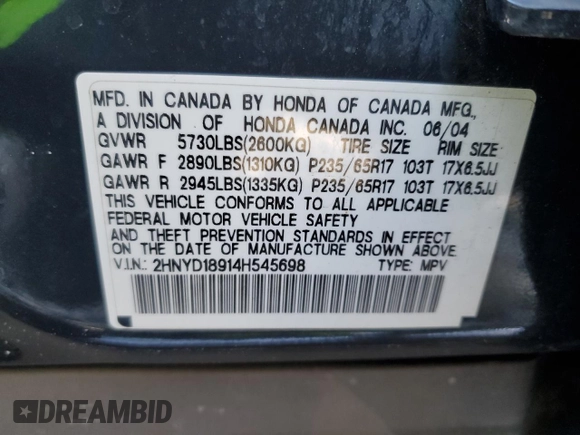 MFD. IN CANADA BY HONDA OF CANADA MFG.,
A DIVISION OF HONDA CANADA INC. 06/04
GVWR 5730LBS(2600KG) TIRE SIZE RIM SIZE
GAWR F 2890LBS(1310KG) P235/65R17 103T 17X6.5JJ
GAWR R 2945LBS(1335KG) P235/65R17 103T 17X6.5JJ
THIS VEHICLE CONFORMS TO ALL APPLICABLE
FEDERAL MOTOR VEHICLE SAFETY
AND THEFT PREVENTION STANDARDS IN EFFECT
ON THE DATE OF MANUFACTURE SHOWN ABOVE.
V.I.N.: 2HNYD18914H545698 TYPE: MPV
DREAMBID